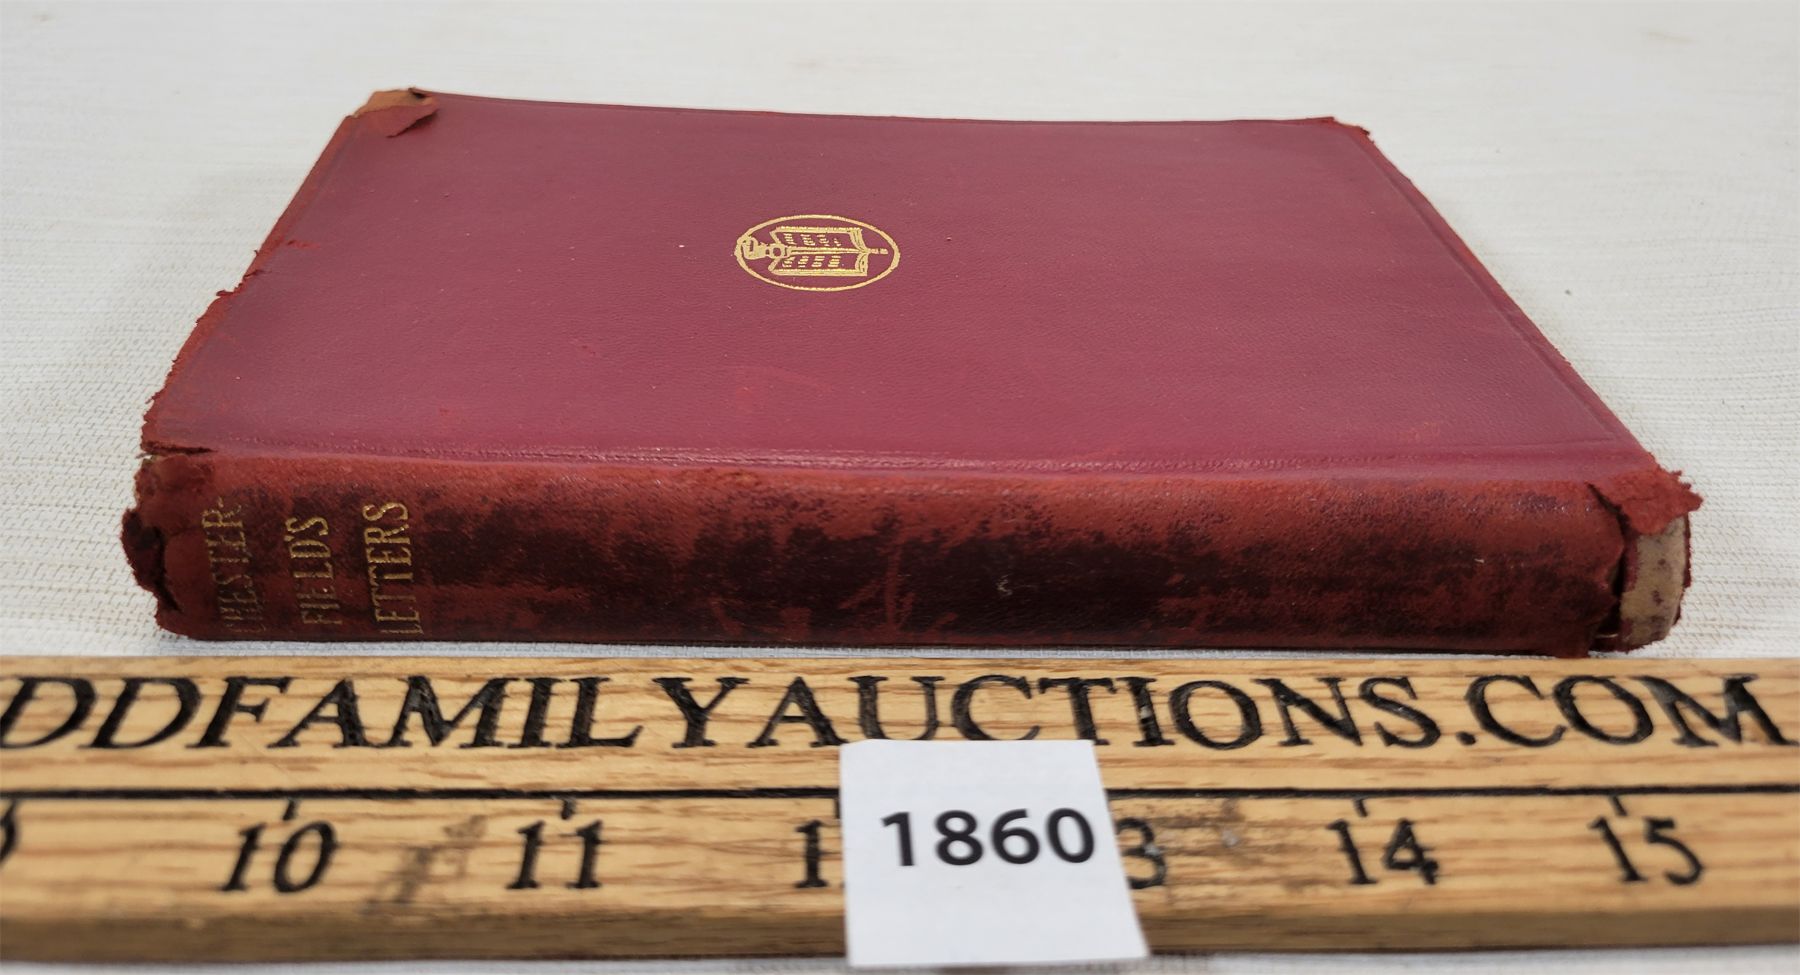 CHESTER-
FIELD'S
LETTERS
DDFAMILYAUCTIONS.COM
10 11 1 3 14 15
1860